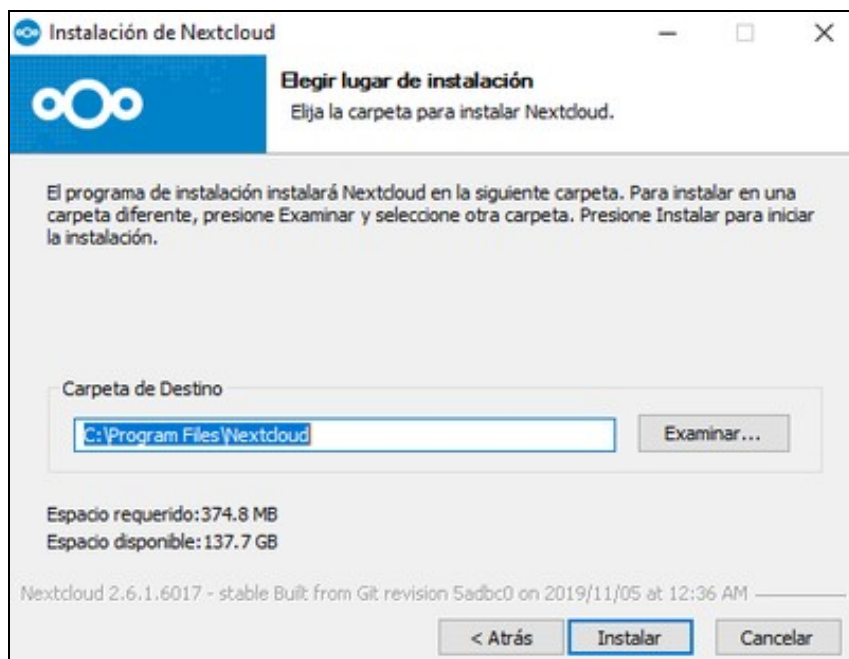 Instalación de Nextcloud
Elegir lugar de instalación
Elija la carpeta para instalar Nextcloud.
El programa de instalación instalará Nextcloud en la siguiente carpeta. Para instalar en una
carpeta diferente, presione Examinar y seleccione otra carpeta. Presione Instalar para iniciar
la instalación.
Carpeta de Destino
C:\Program Files\Nextcloud
Examinar...
Espacio requerido: 374.8 MB
Espacio disponible: 137.7 GB
Nextcloud 2.6.1.6017 - stable Built from Git revision 5adbc0 on 2019/11/05 at 12:36 AM
< Atrás
Instalar
Cancelar